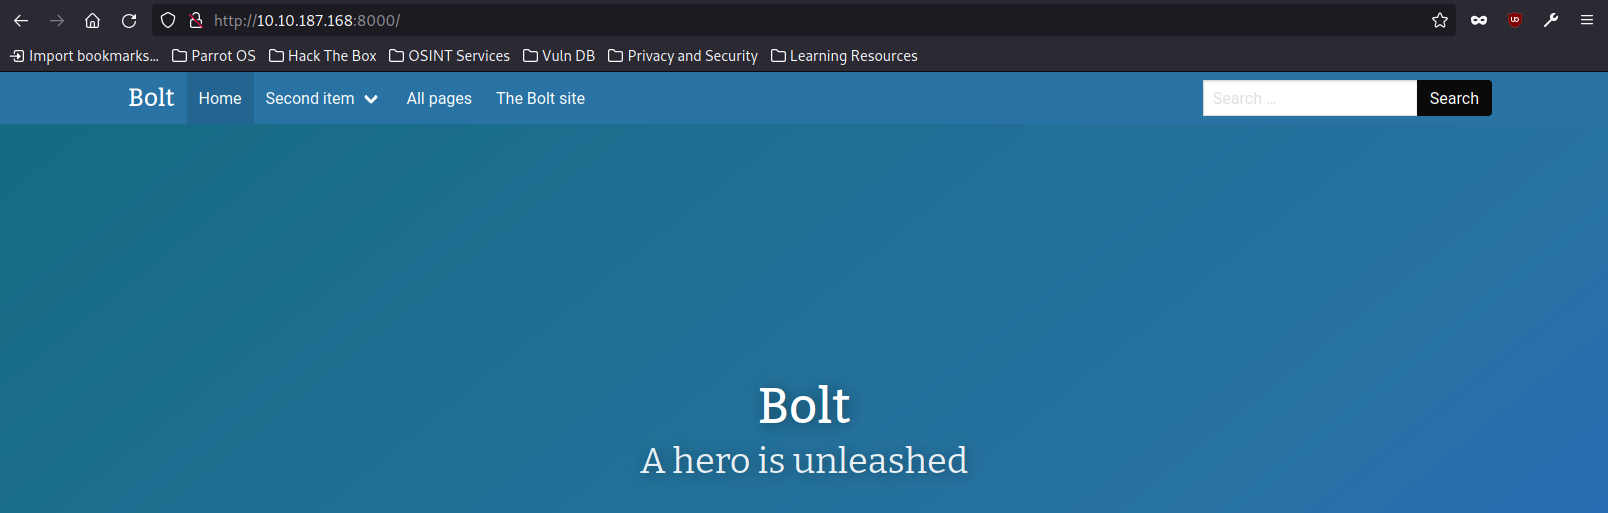 http://10.10.187.168:8000/
Import bookmarks... Parrot OS Hack The Box OSINT Services Vuln DB Privacy and Security Learning Resources
Bolt Home Second item All pages The Bolt site Search ... Search
Bolt
A hero is unleashed